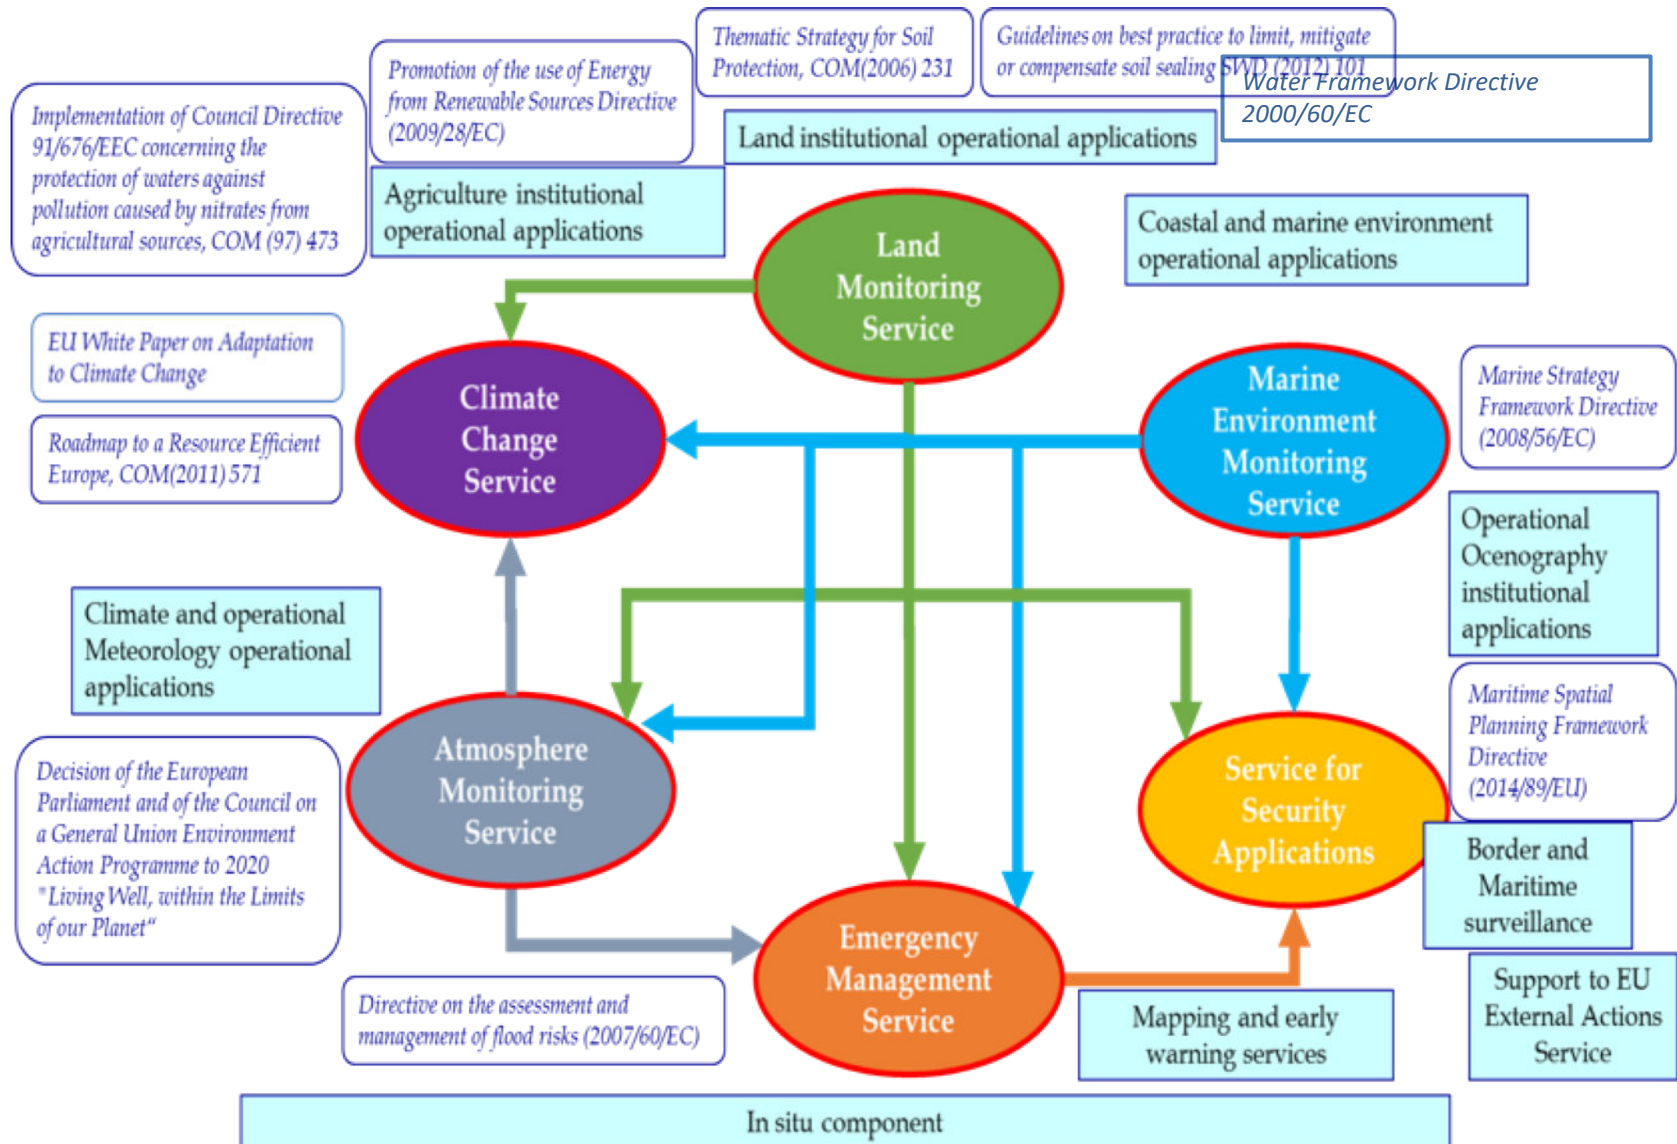 Thematic Strategy for Soil
Protection, COM(2006) 231
Guidelines on best practice to limit, mitigate
or compensate soil sealing SWD (2012) 101
Water Framework Directive
2000/60/EC
Promotion of the use of Energy
from Renewable Sources Directive
(2009/28/EC)
Implementation of Council Directive
91/676/EEC concerning the
protection of waters against
pollution caused by nitrates from
agricultural sources, COM (97) 473
Land institutional operational applications
Agriculture institutional
operational applications
Coastal and marine environment
operational applications
Land
Monitoring
Service
EU White Paper on Adaptation
to Climate Change
Roadmap to a Resource Efficient
Europe, COM(2011) 571
Climate
Change
Service
Marine
Environment
Monitoring
Service
Marine Strategy
Framework Directive
(2008/56/EC)
Operational
Ocenography
institutional
applications
Climate and operational
Meteorology operational
applications
Maritime Spatial
Planning Framework
Directive
(2014/89/EU)
Atmosphere
Monitoring
Service
Service for
Security
Applications
Decision of the European
Parliament and of the Council on
a General Union Environment
Action Programme to 2020
"Living Well, within the Limits
of our Planet“
Border and
Maritime
surveillance
Emergency
Management
Service
Directive on the assessment and
management of flood risks (2007/60/EC)
Mapping and early
warning services
Support to EU
External Actions
Service
In situ component